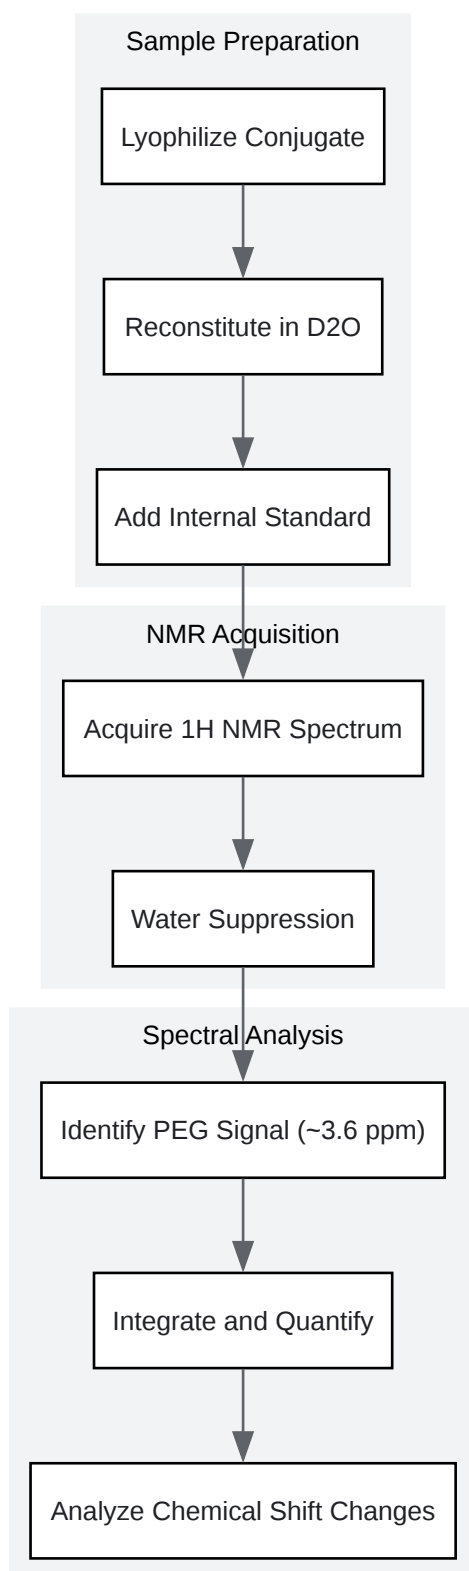 Sample Preparation
Lyophilize Conjugate
Reconstitute in D2O
Add Internal Standard
NMR Acquisition
Acquire 1H NMR Spectrum
Water Suppression
Spectral Analysis
Identify PEG Signal (~3.6 ppm)
Integrate and Quantify
Analyze Chemical Shift Changes